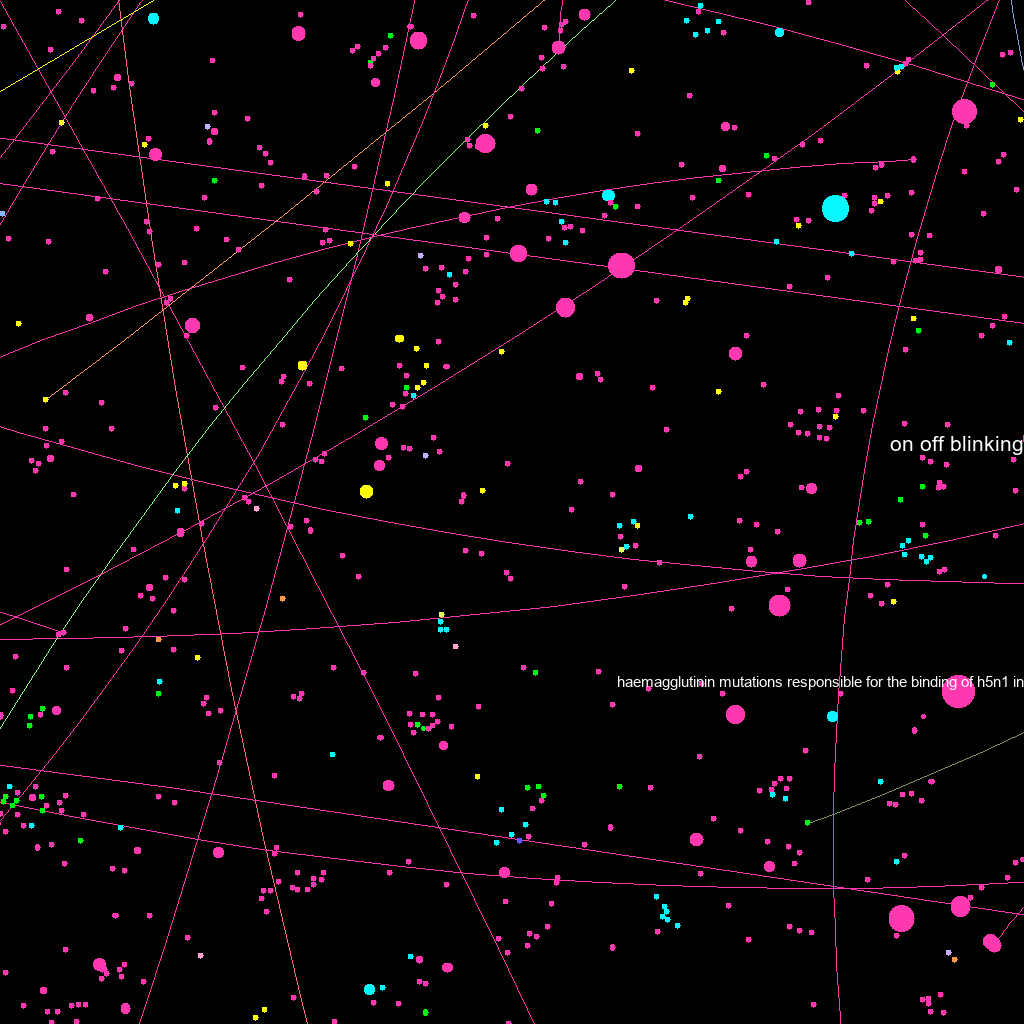 on off blinking
haemagglutinin mutations responsible for the binding of h5n1 in